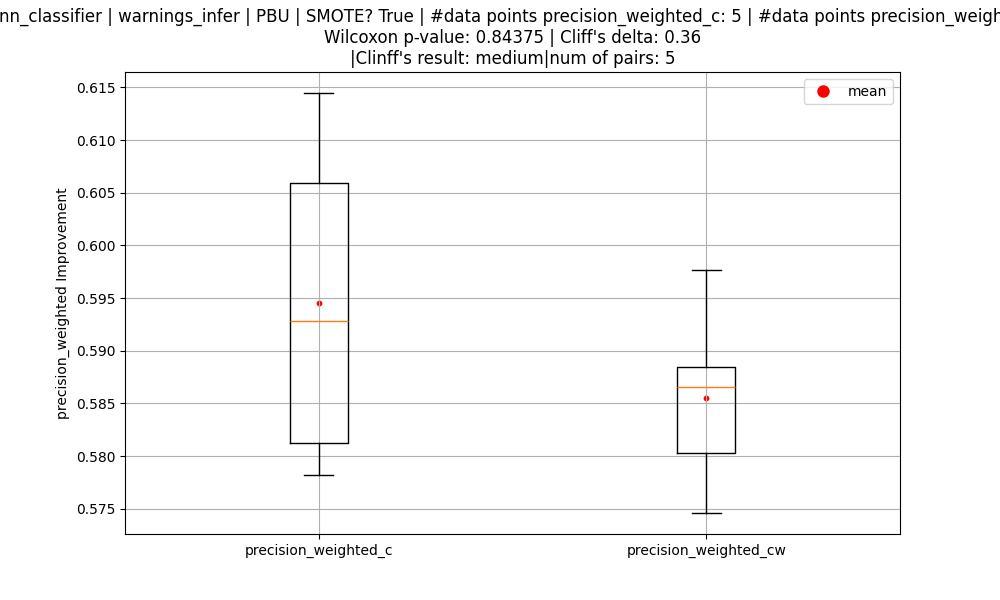 nn_classifier | warnings_infer | PBU | SMOTE? True | #data points precision_weighted_c: 5 | #data points precision_weigh
Wilcoxon p-value: 0.84375 | Cliff's delta: 0.36
|Clinff's result: medium|num of pairs: 5
mean
0.615
0.610
0.605
0.600
0.595
0.590
0.585
0.580
0.575
precision_weighted Improvement
precision_weighted_c
precision_weighted_cw